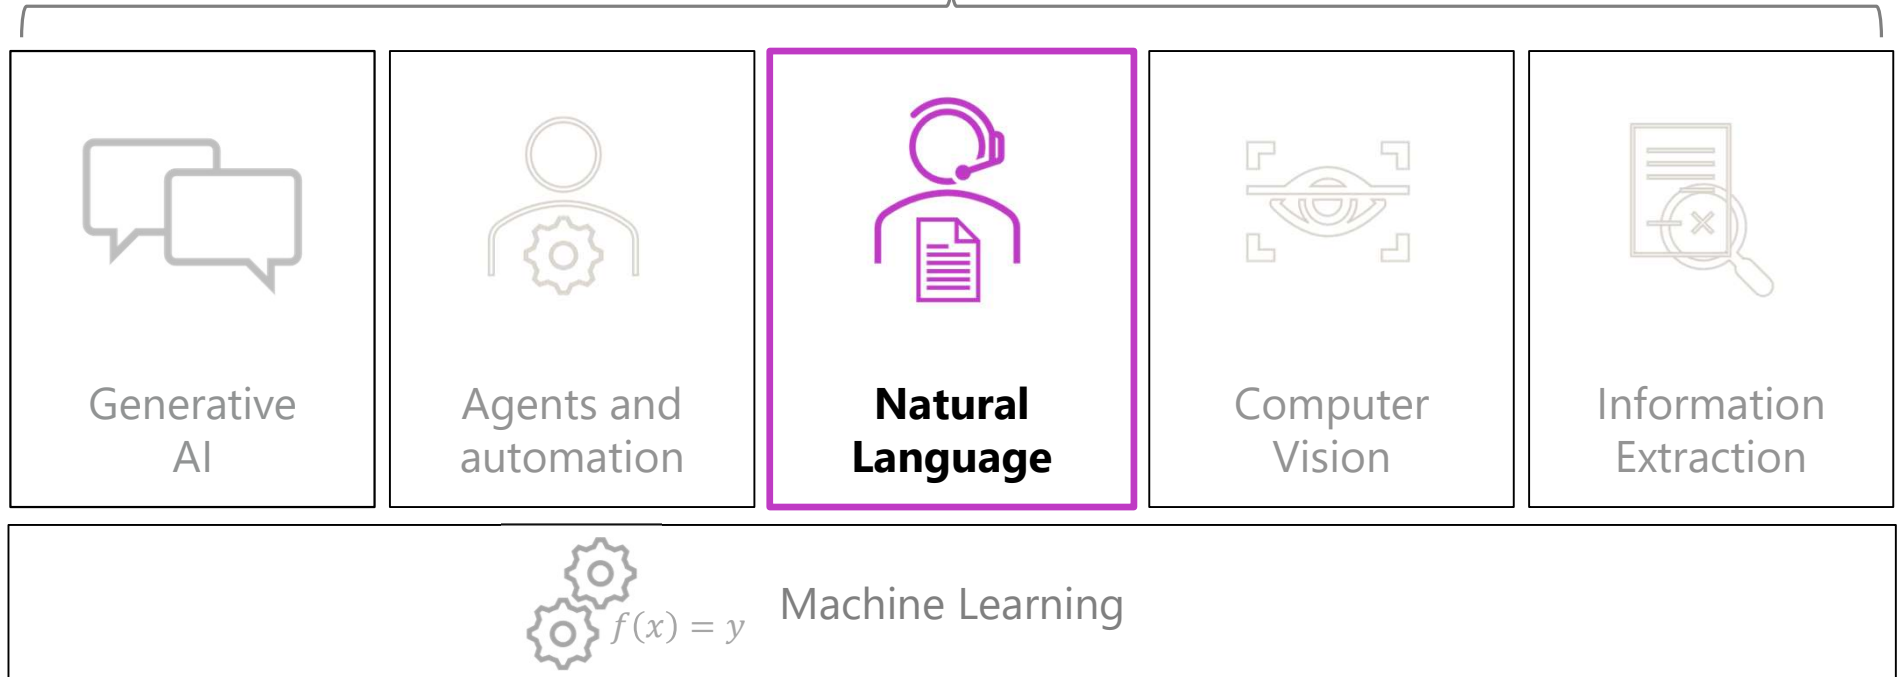 Generative
AI
Agents and
automation
Natural
Language
Computer
Vision
Information
Extraction
f(x) = y
Machine Learning